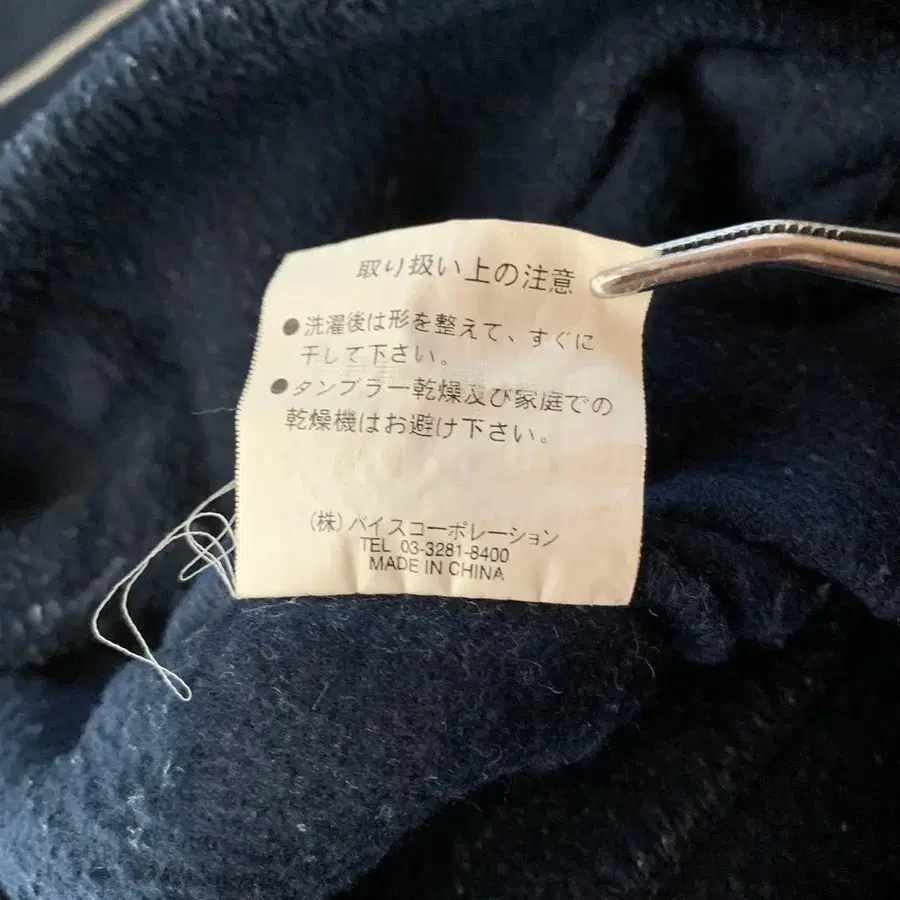 取り扱い上の注意
●洗濯後は形を整えて、すぐに
干して下さい。
●タンブラー乾燥及び家庭での
乾燥機はお避け下さい。
(株)バイスコーポレーション
TEL 03-3281-8400
MADE IN CHINA